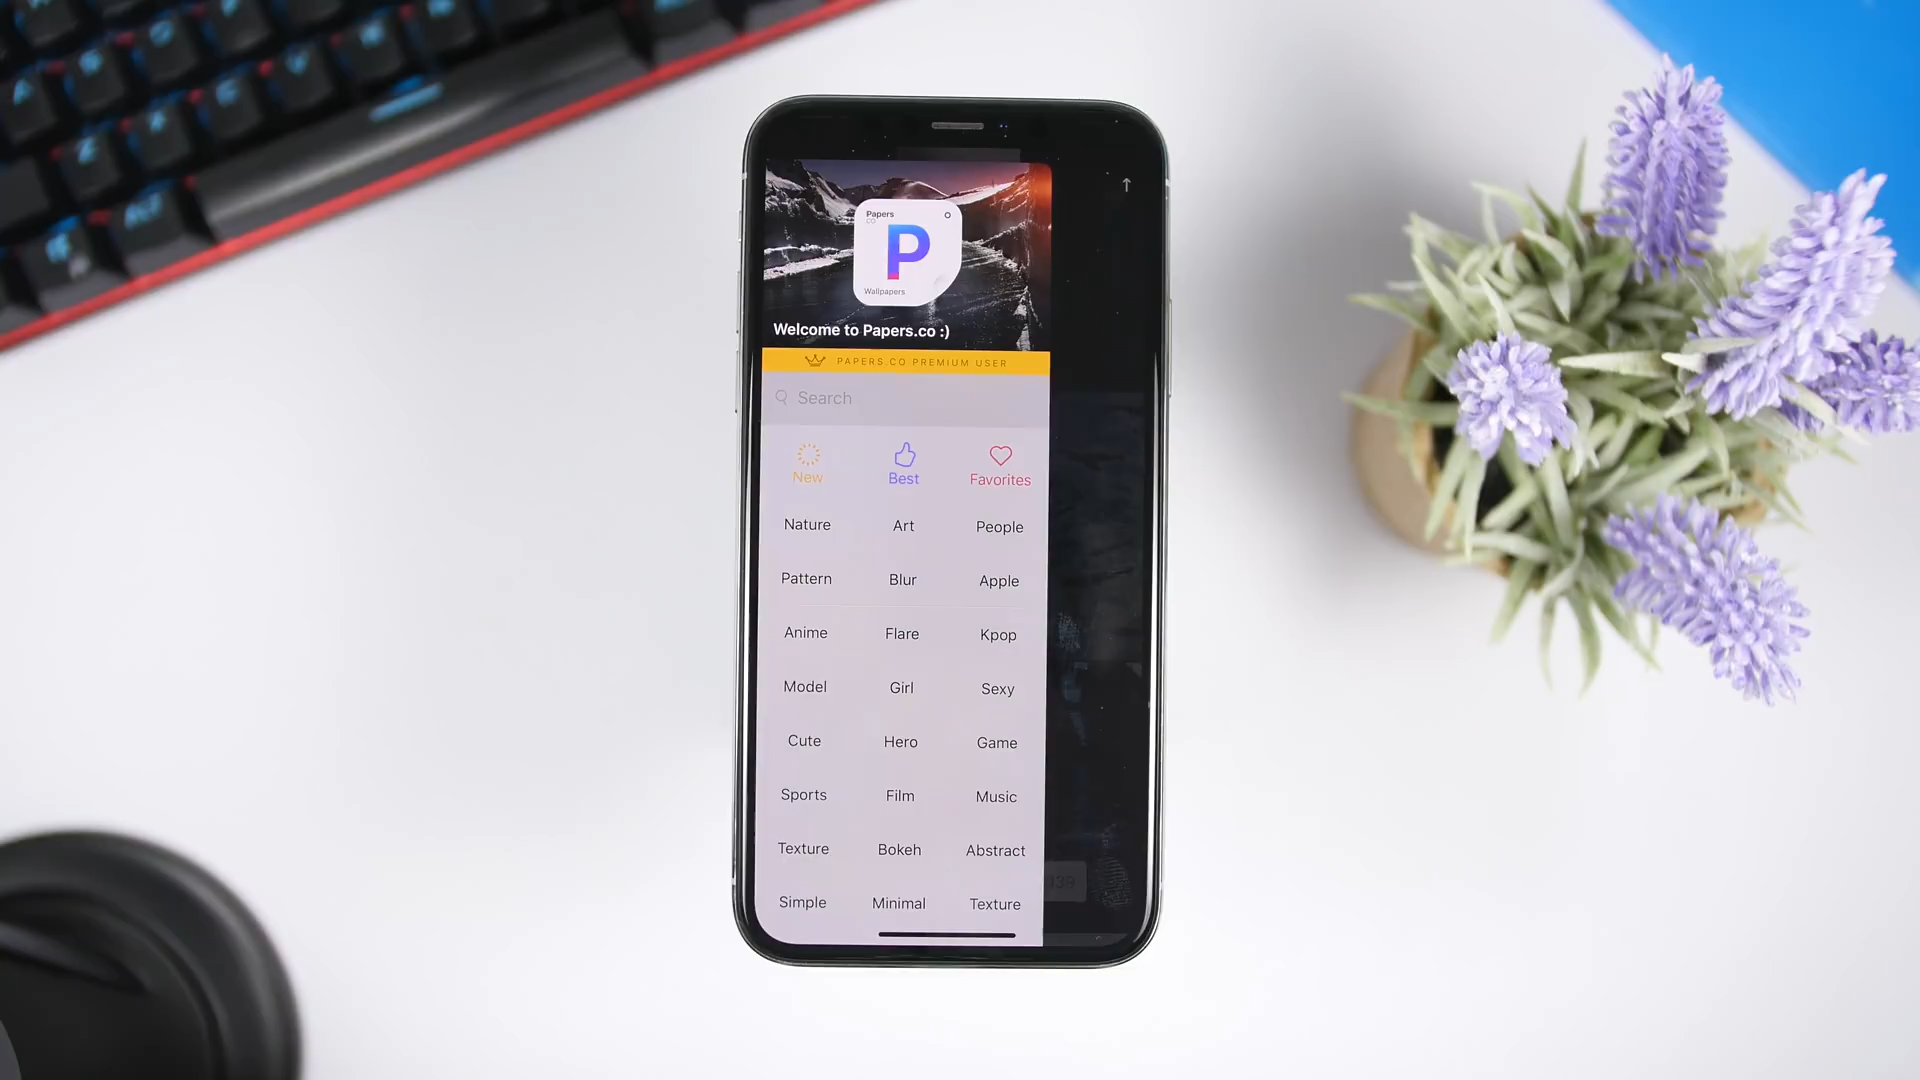 Papers
.CO
P
Wallpapers
Welcome to Papers.co :)
PAPERS.CO PREMIUM USER
Search
New Best Favorites
Nature Art People
Pattern Blur Apple
Anime Flare Kpop
Model Girl Sexy
Cute Hero Game
Sports Film Music
Texture Bokeh Abstract
Simple Minimal Texture